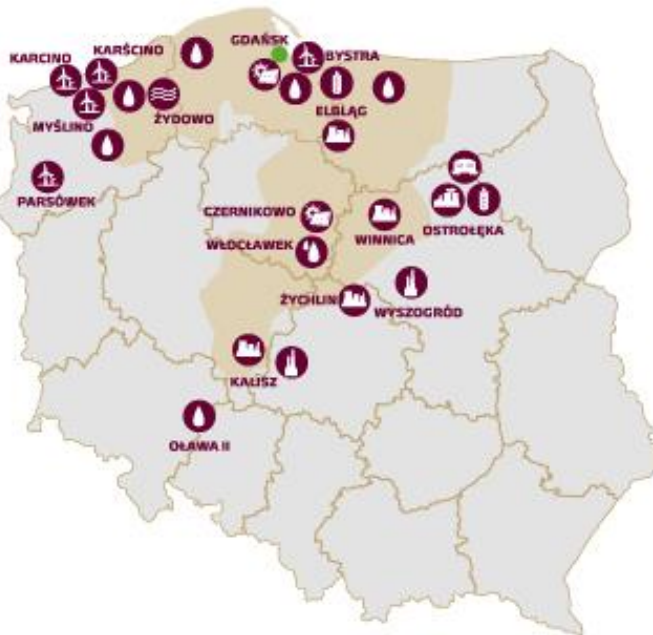 KARŚCINO
GDAŃSK
KARCINO
BYSTRA
ELBLĄG
MYŚLINO
ŻYDOWO
PARSÓWEK
CZERNIKOWO
WINNICA
OSTROŁĘKA
WŁOCŁAWEK
ŻYCHLIN
WYSZOGRÓD
KALISZ
OŁAWA II